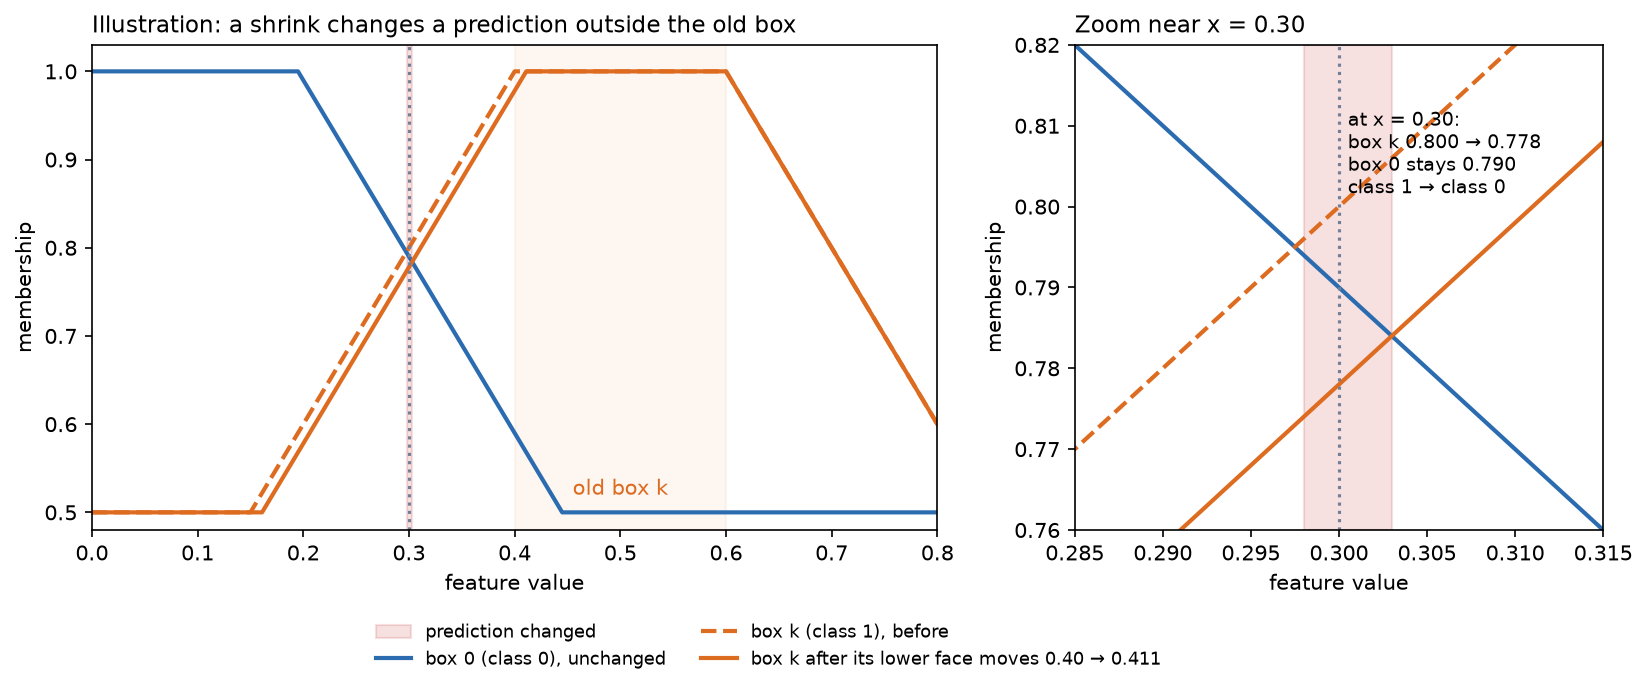 Illustration: a shrink changes a prediction outside the old box
membership
1.0
0.9
0.8
0.7
0.6
0.5
old box k
0.0 0.1 0.2 0.3 0.4 0.5 0.6 0.7 0.8
feature value
Zoom near x = 0.30
membership
0.82
0.81
0.80
0.79
0.78
0.77
0.76
at x = 0.30:
box k 0.800 → 0.778
box 0 stays 0.790
class 1 → class 0
0.285 0.290 0.295 0.300 0.305 0.310 0.315
feature value
prediction changed
box 0 (class 0), unchanged
box k (class 1), before
box k after its lower face moves 0.40 → 0.411